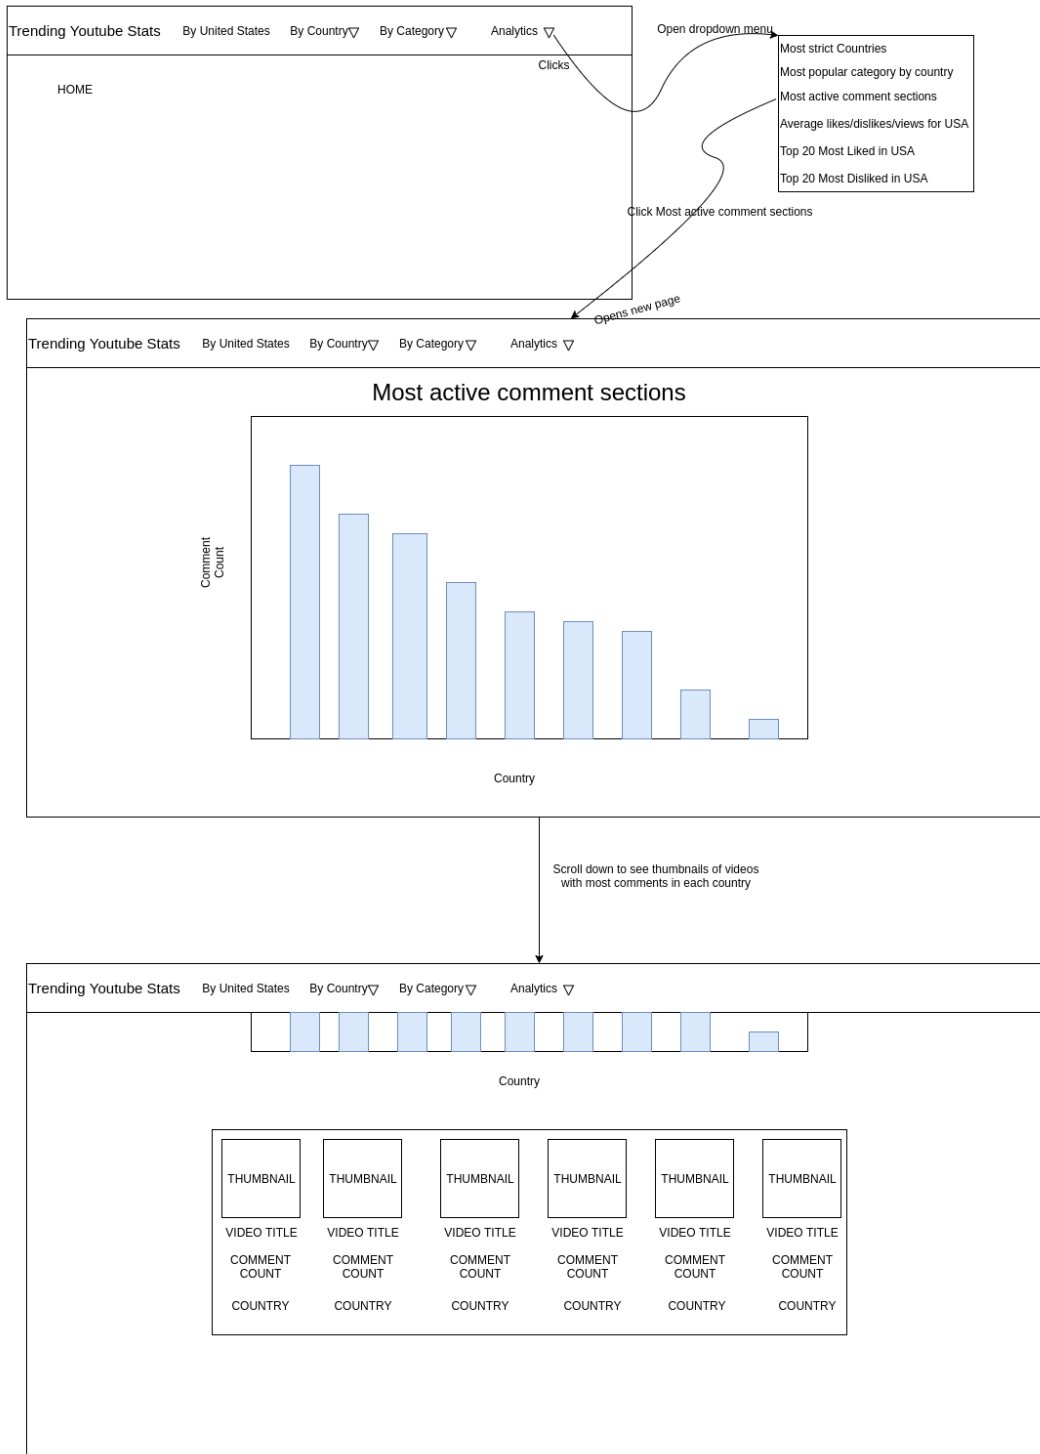 Trending Youtube Stats By United States By Country By Category Analytics
Open dropdown menu
Clicks
HOME
Most strict Countries
Most popular category by country
Most active comment sections
Average likes/dislikes/views for USA
Top 20 Most Liked in USA
Top 20 Most Disliked in USA
Click Most active comment sections
Opens new page
Trending Youtube Stats By United States By Country By Category Analytics
Most active comment sections
Comment
Count
Country
Scroll down to see thumbnails of videos
with most comments in each country
Trending Youtube Stats By United States By Country By Category Analytics
Country
THUMBNAIL THUMBNAIL THUMBNAIL THUMBNAIL THUMBNAIL THUMBNAIL
VIDEO TITLE VIDEO TITLE VIDEO TITLE VIDEO TITLE VIDEO TITLE VIDEO TITLE
COMMENT COMMENT COMMENT COMMENT COMMENT COMMENT
COUNT COUNT COUNT COUNT COUNT COUNT
COUNTRY COUNTRY COUNTRY COUNTRY COUNTRY COUNTRY